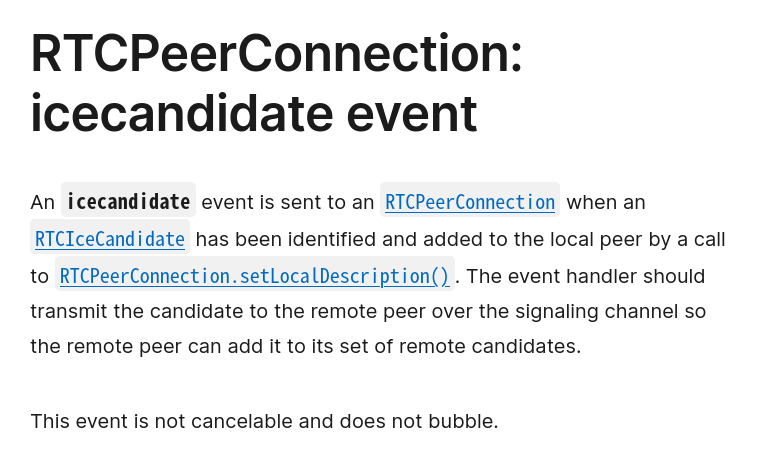 RTCPeerConnection:
icecandidate event
An icecandidate event is sent to an RTCPeerConnection when an
RTCIceCandidate has been identified and added to the local peer by a call
to RTCPeerConnection.setLocalDescription(). The event handler should
transmit the candidate to the remote peer over the signaling channel so
the remote peer can add it to its set of remote candidates.
This event is not cancelable and does not bubble.